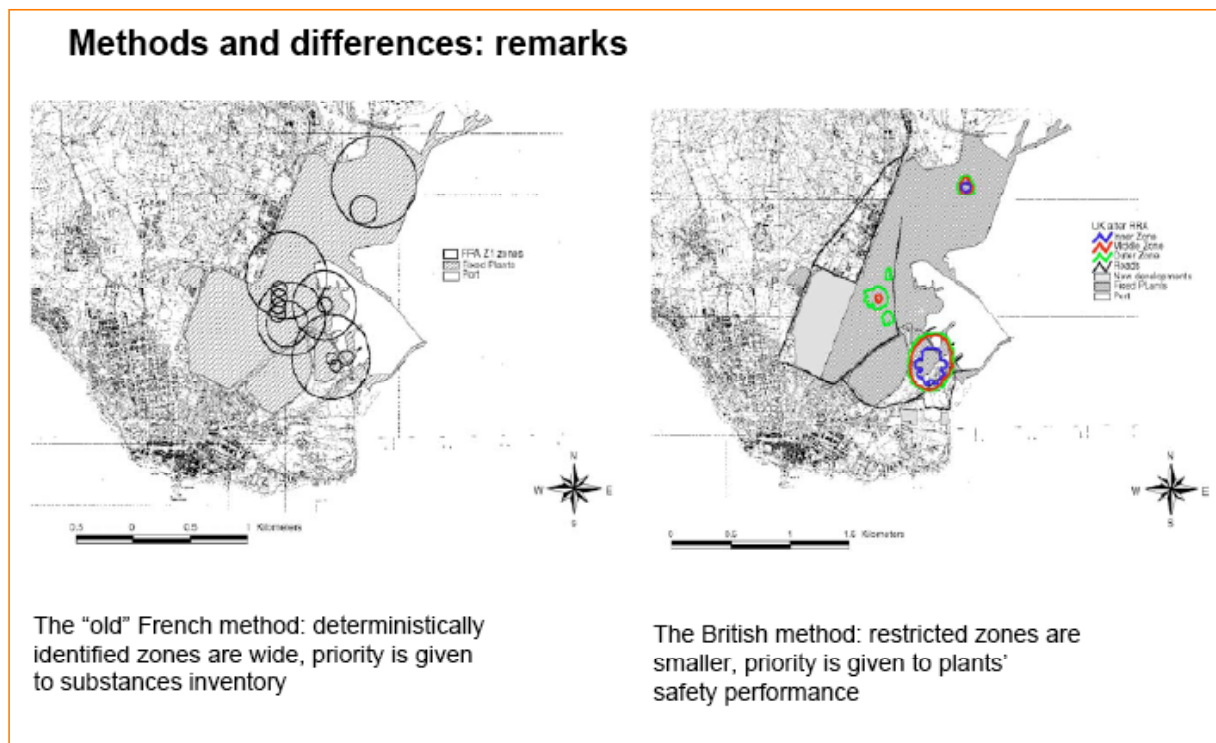 Methods and differences: remarks
FRA Z1 zones
Fixed Plants
Port
N
W E
S
0.5 0 0.5 1 Kilometers
UK after RRA
Inner Zone
Middle Zone
Outer Zone
Roads
New developments
Fixed Plants
Port
N
W E
S
0 0.5 1 1.5 Kilometers
The “old” French method: deterministically
identified zones are wide, priority is given
to substances inventory
The British method: restricted zones are
smaller, priority is given to plants’
safety performance